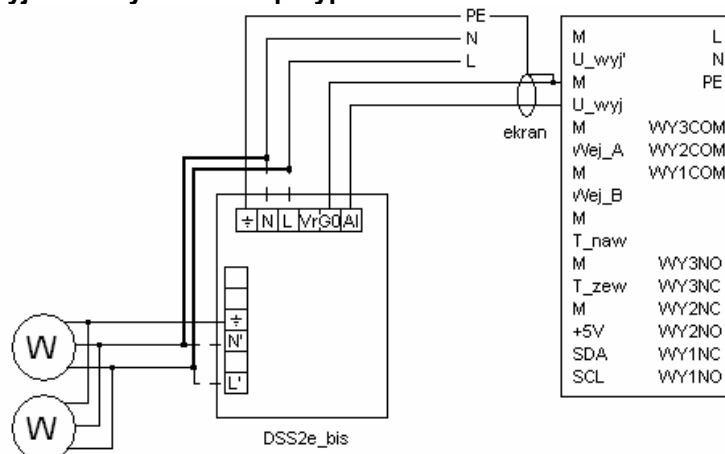 PE
N
L
ekran
M L
U_wyj' N
M PE
U_wyj
M WY3COM
Wej_A WY2COM
M WY1COM
Wej_B
M
T_naw
M WY3NO
T_zew WY3NC
M WY2NC
+5V WY2NO
SDA WY1NC
SCL WY1NO
N L Vr G0 AI
N'
L'
W
W
DSS2e_bis